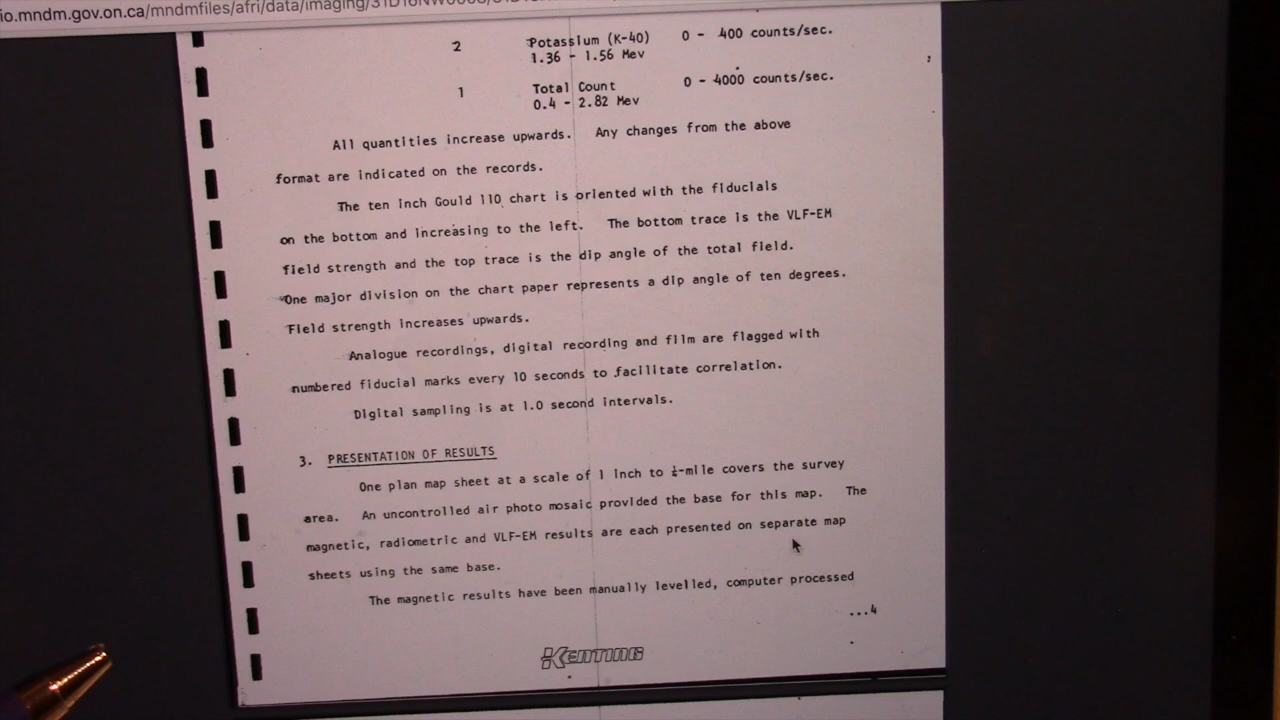 io.mndm.gov.on.ca/mndmfiles/afri/data/imaging/
2 Potassium (K-40) 0 - 400 counts/sec.
1.36 - 1.56 Mev
1 Total Count 0 - 4000 counts/sec.
0.4 - 2.82 Mev
All quantities increase upwards. Any changes from the above
format are indicated on the records.
The ten inch Gould 110 chart is oriented with the fiducials
on the bottom and increasing to the left. The bottom trace is the VLF-EM
field strength and the top trace is the dip angle of the total field.
One major division on the chart paper represents a dip angle of ten degrees.
Field strength increases upwards.
Analogue recordings, digital recording and film are flagged with
numbered fiducial marks every 10 seconds to facilitate correlation.
Digital sampling is at 1.0 second intervals.
3. PRESENTATION OF RESULTS
One plan map sheet at a scale of 1 inch to ¼-mile covers the survey
area. An uncontrolled air photo mosaic provided the base for this map. The
magnetic, radiometric and VLF-EM results are each presented on separate map
sheets using the same base.
The magnetic results have been manually levelled, computer processed
...4
KENTING